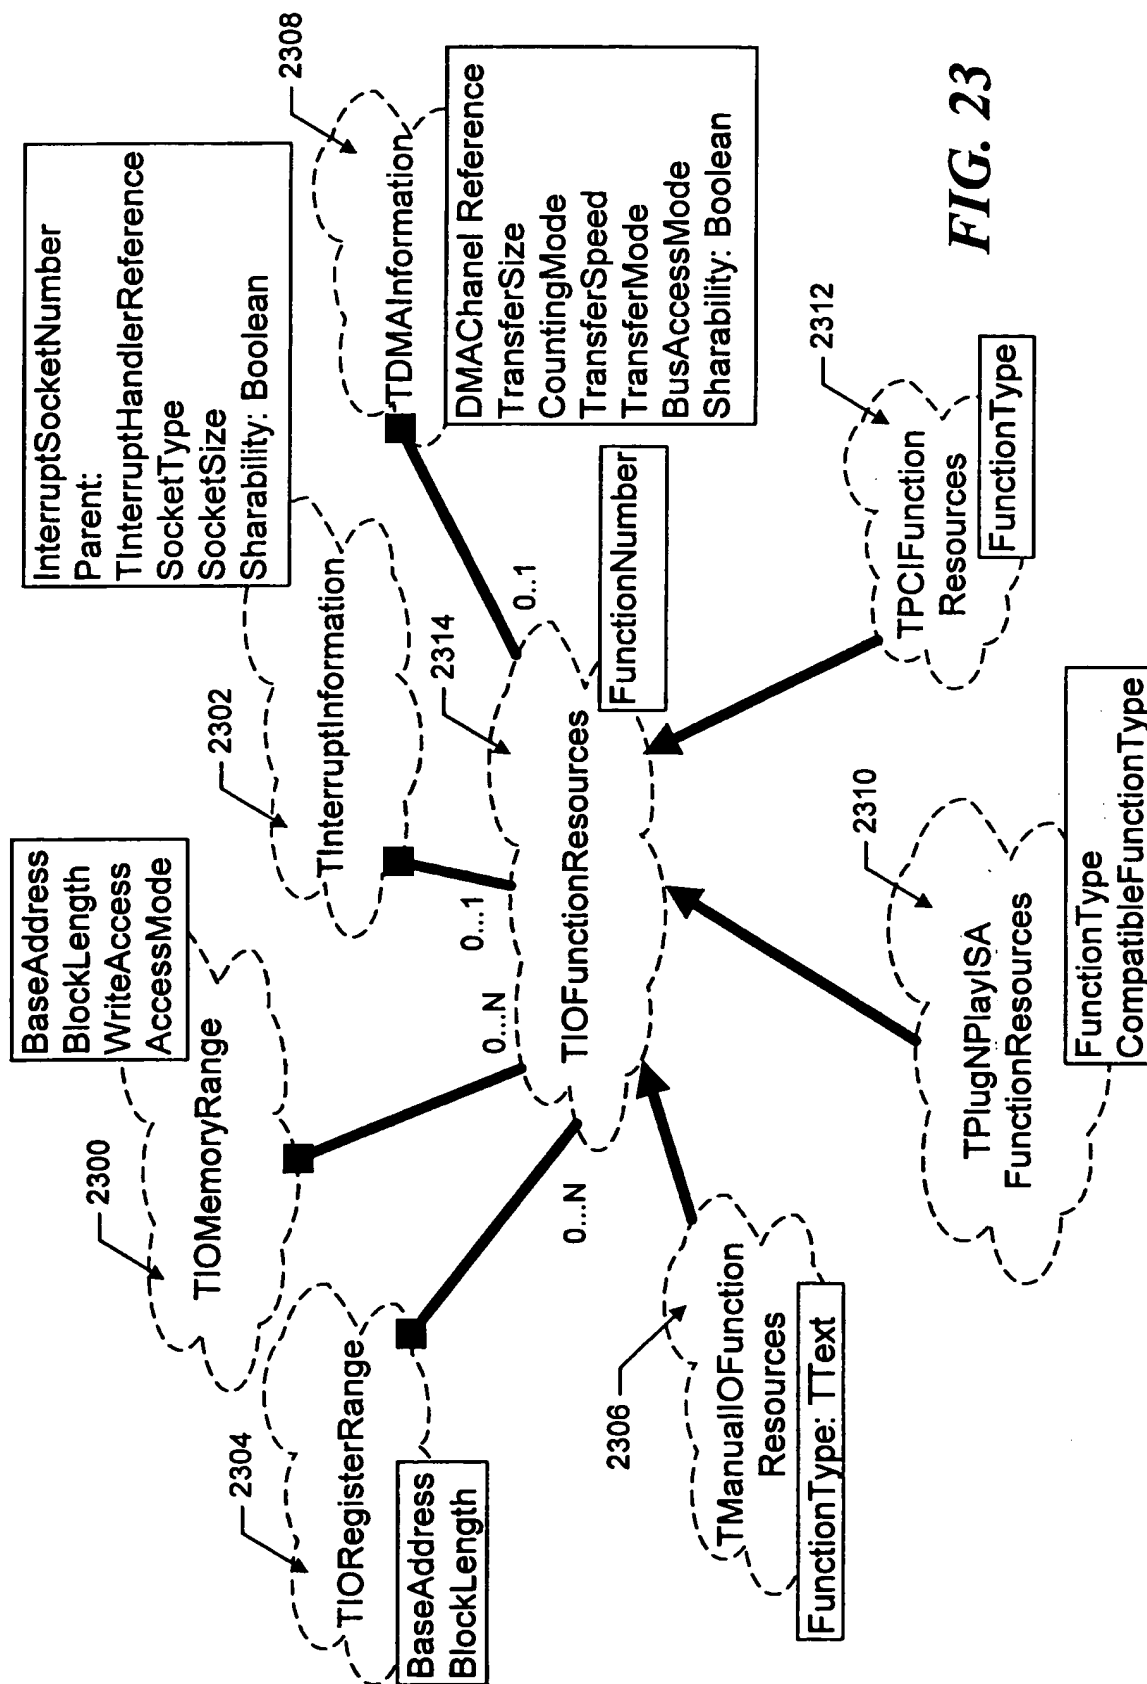 BaseAddress
BlockLength
WriteAccess
AccessMode
2300
TIOMemoryRange
2304
TIORegisterRange
BaseAddress
BlockLength
InterruptSocketNumber
Parent:
TInterruptHandlerReference
SocketType
SocketSize
Sharability: Boolean
2302
TInterruptInformation
2308
TDMAInformation
DMAChanel Reference
TransferSize
CountingMode
TransferSpeed
TransferMode
BusAccessMode
Sharability: Boolean
0...N
0...N
0...1
0..1
2314
TIOFunctionResources
FunctionNumber
2306
TManualIOFunction
Resources
FunctionType: TText
2310
TPlugNPlayISA
FunctionResources
FunctionType
CompatibleFunctionType
2312
TPCIFunction
Resources
FunctionType
FIG. 23